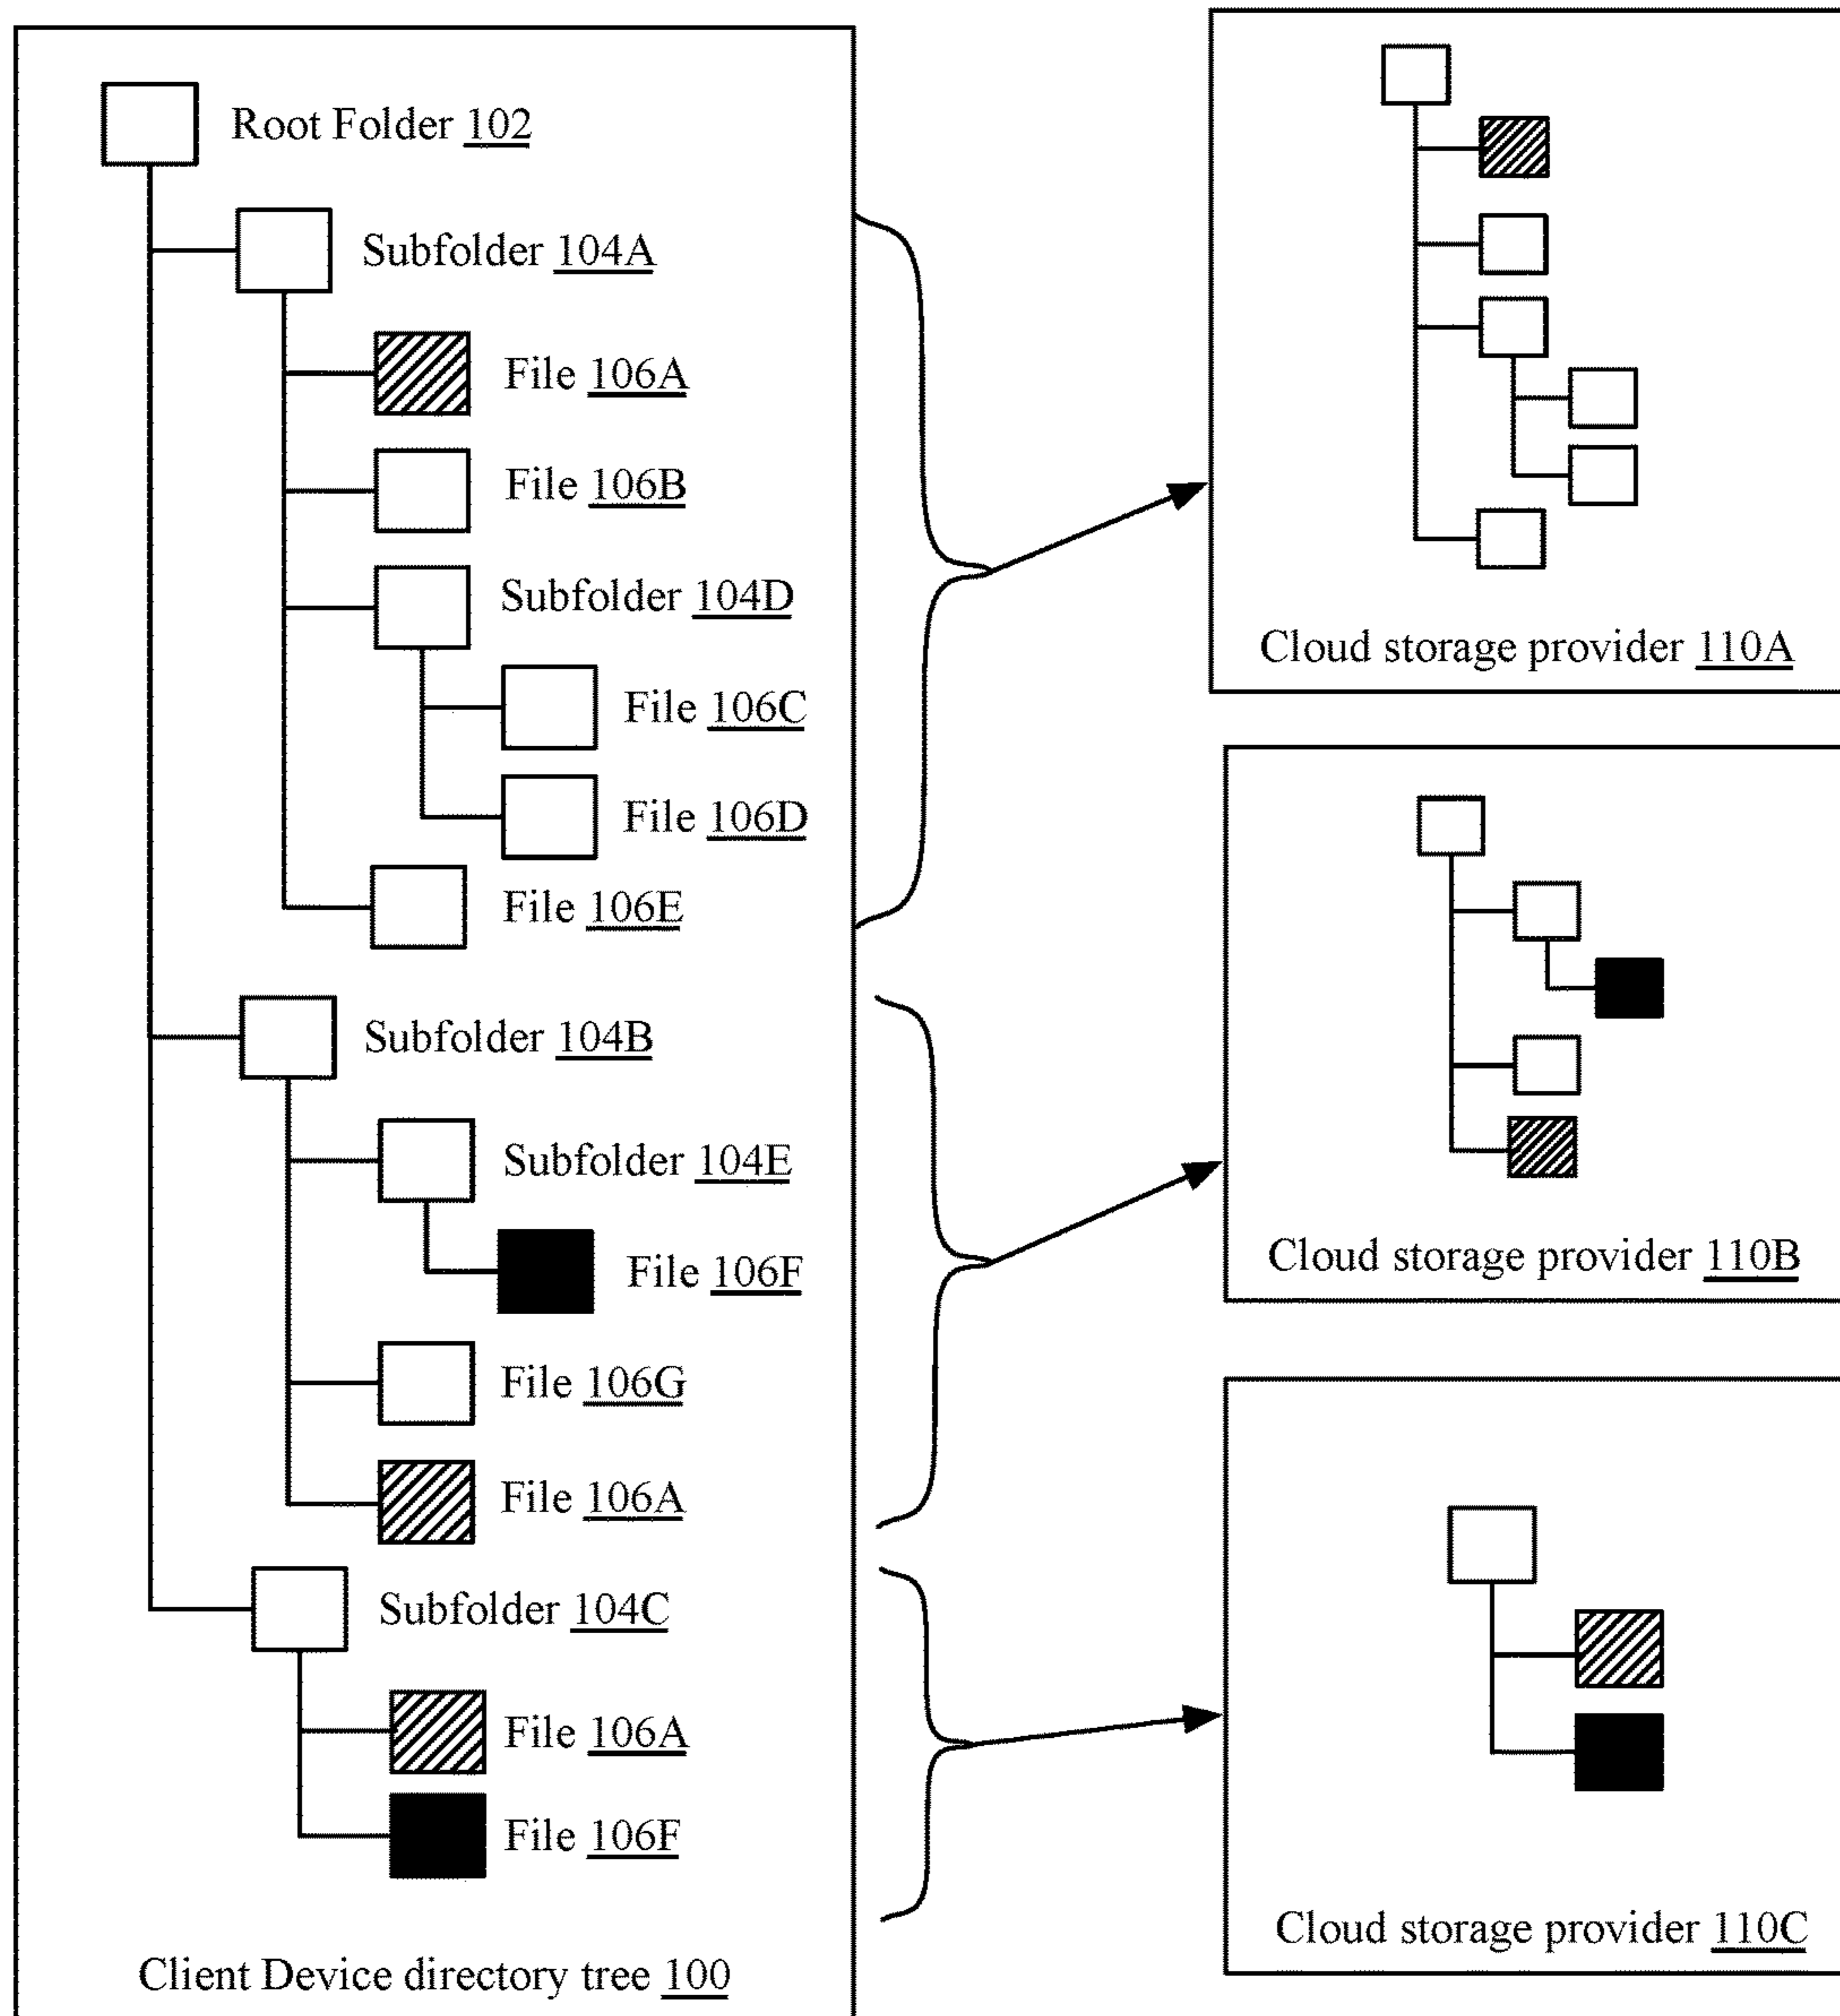 Root Folder 102
Subfolder 104A
File 106A
File 106B
Subfolder 104D
File 106C
File 106D
File 106E
Subfolder 104B
Subfolder 104E
File 106F
File 106G
File 106A
Subfolder 104C
File 106A
File 106F
Client Device directory tree 100
Cloud storage provider 110A
Cloud storage provider 110B
Cloud storage provider 110C